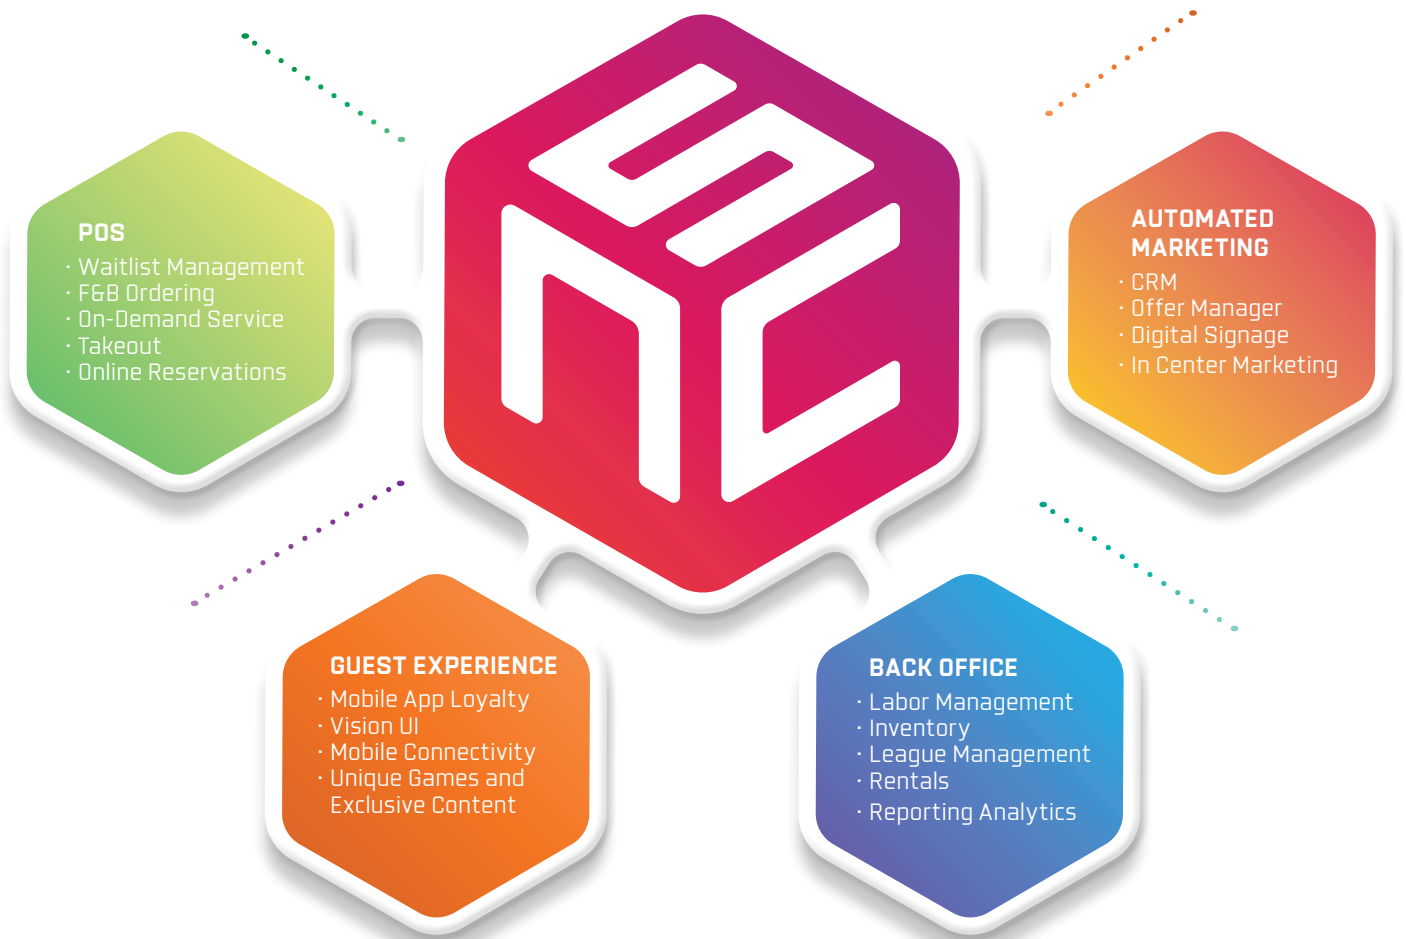 POS
· Waitlist Management
· F&B Ordering
· On-Demand Service
· Takeout
· Online Reservations
AUTOMATED
MARKETING
· CRM
· Offer Manager
· Digital Signage
· In Center Marketing
GUEST EXPERIENCE
· Mobile App Loyalty
· Vision UI
· Mobile Connectivity
· Unique Games and
Exclusive Content
BACK OFFICE
· Labor Management
· Inventory
· League Management
· Rentals
· Reporting Analytics